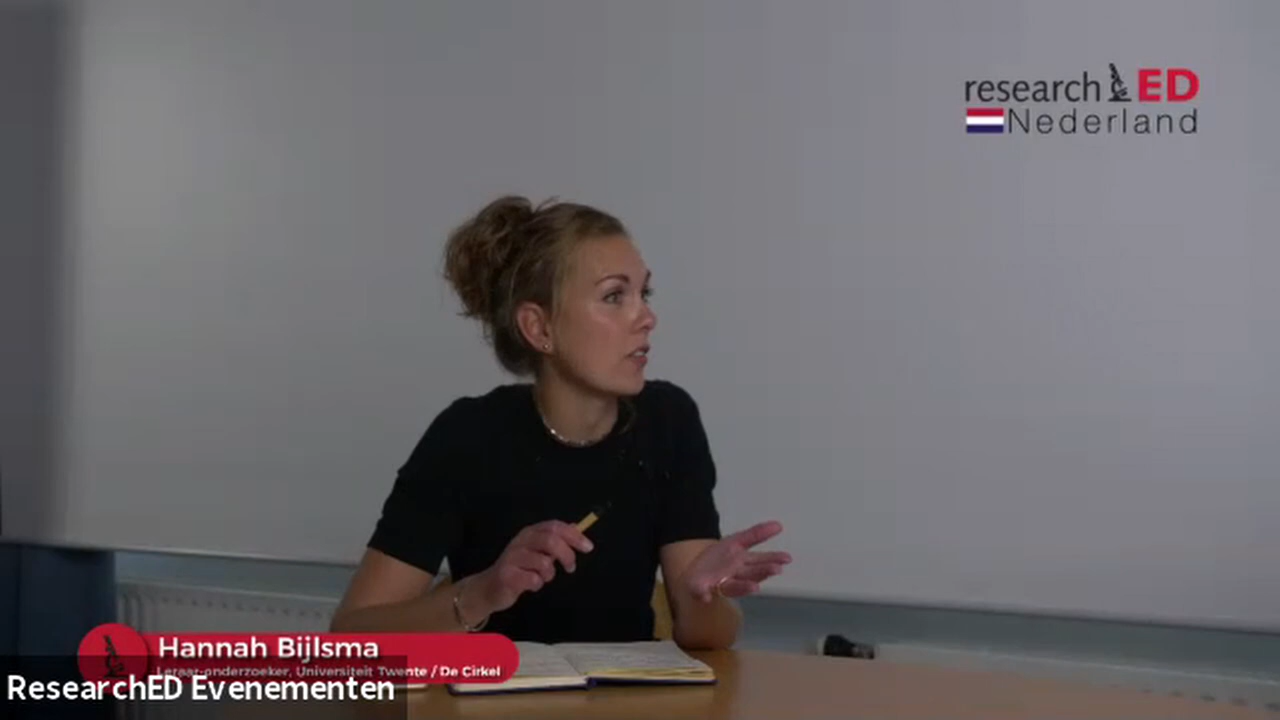 research ED
Nederland
Hannah Bijlsma
Leraar-onderzoeker, Universiteit Twente / De Cirkel
ResearchED Evenementen